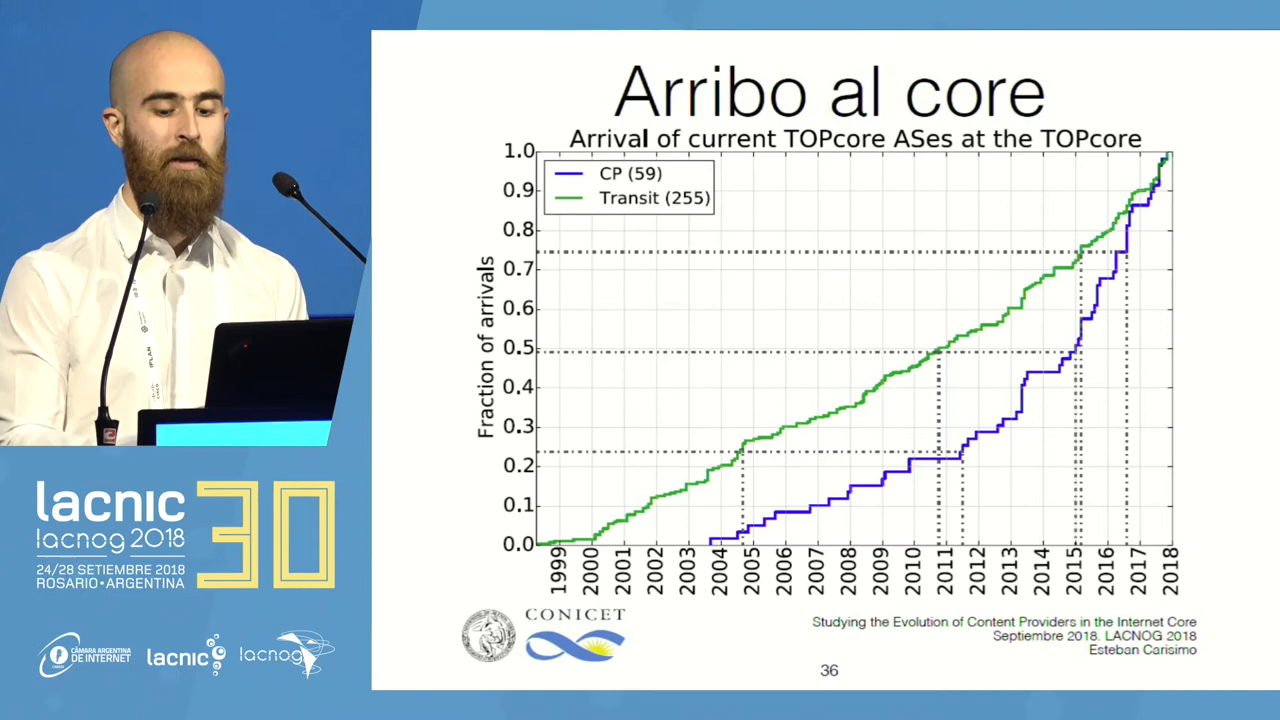 Arribo al core
Arrival of current TOPcore ASes at the TOPcore
CP (59)
Transit (255)
Fraction of arrivals
1.0
0.9
0.8
0.7
0.6
0.5
0.4
0.3
0.2
0.1
0.0
1999 2000 2001 2002 2003 2004 2005 2006 2007 2008 2009 2010 2011 2012 2013 2014 2015 2016 2017 2018
CONICET
Studying the Evolution of Content Providers in the Internet Core
Septiembre 2018. LACNOG 2018
Esteban Carisimo
36
IPLAN
lacnic 30
lacnog 2018
24/28 SETIEMBRE 2018
ROSARIO • ARGENTINA
CÁMARA ARGENTINA
DE INTERNET
lacnic
lacnog